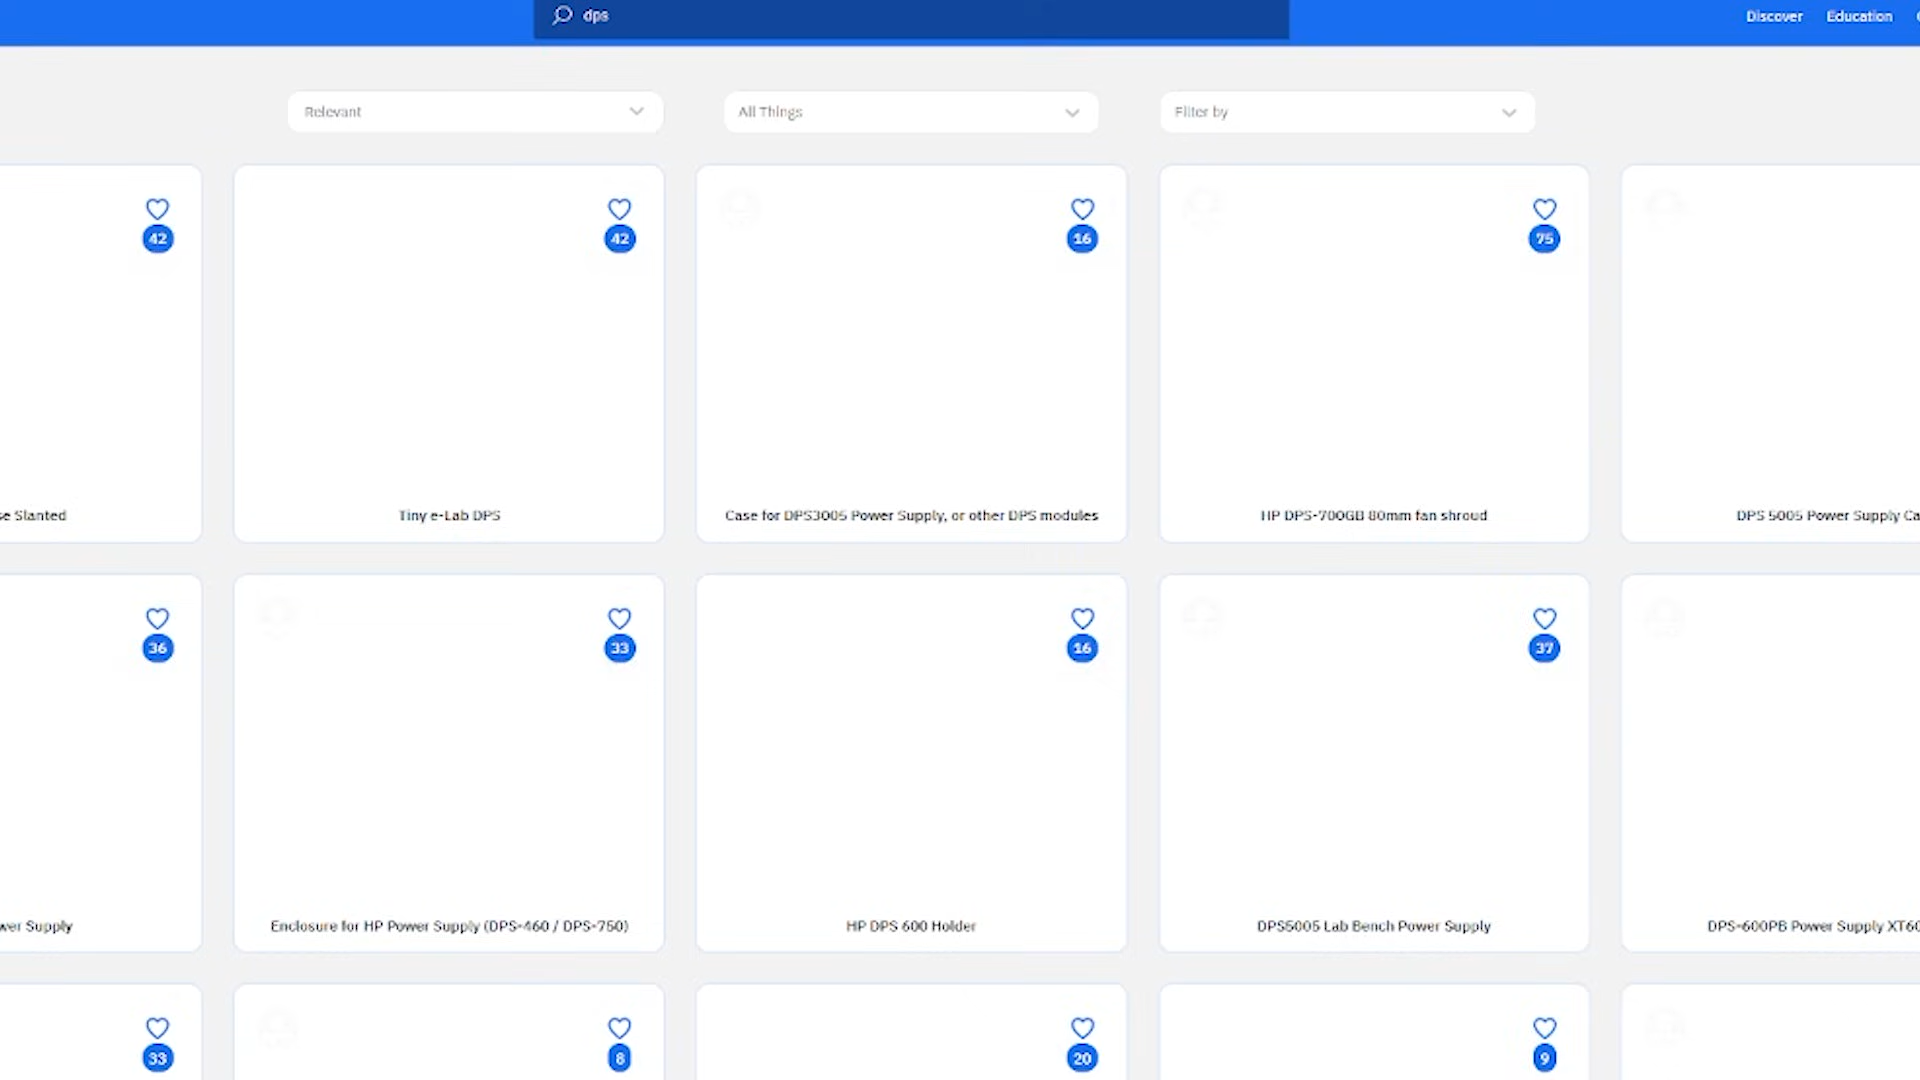 dps
Discover Education
Relevant
All Things
Filter by
42
42
16
75
se Slanted
Tiny e-Lab DPS
Case for DPS3005 Power Supply, or other DPS modules
HP DPS-700GB 80mm fan shroud
DPS 5005 Power Supply Ca
36
33
16
37
wer Supply
Enclosure for HP Power Supply (DPS-460 / DPS-750)
HP DPS 600 Holder
DPS5005 Lab Bench Power Supply
DPS-600PB Power Supply XT60
33
8
20
9